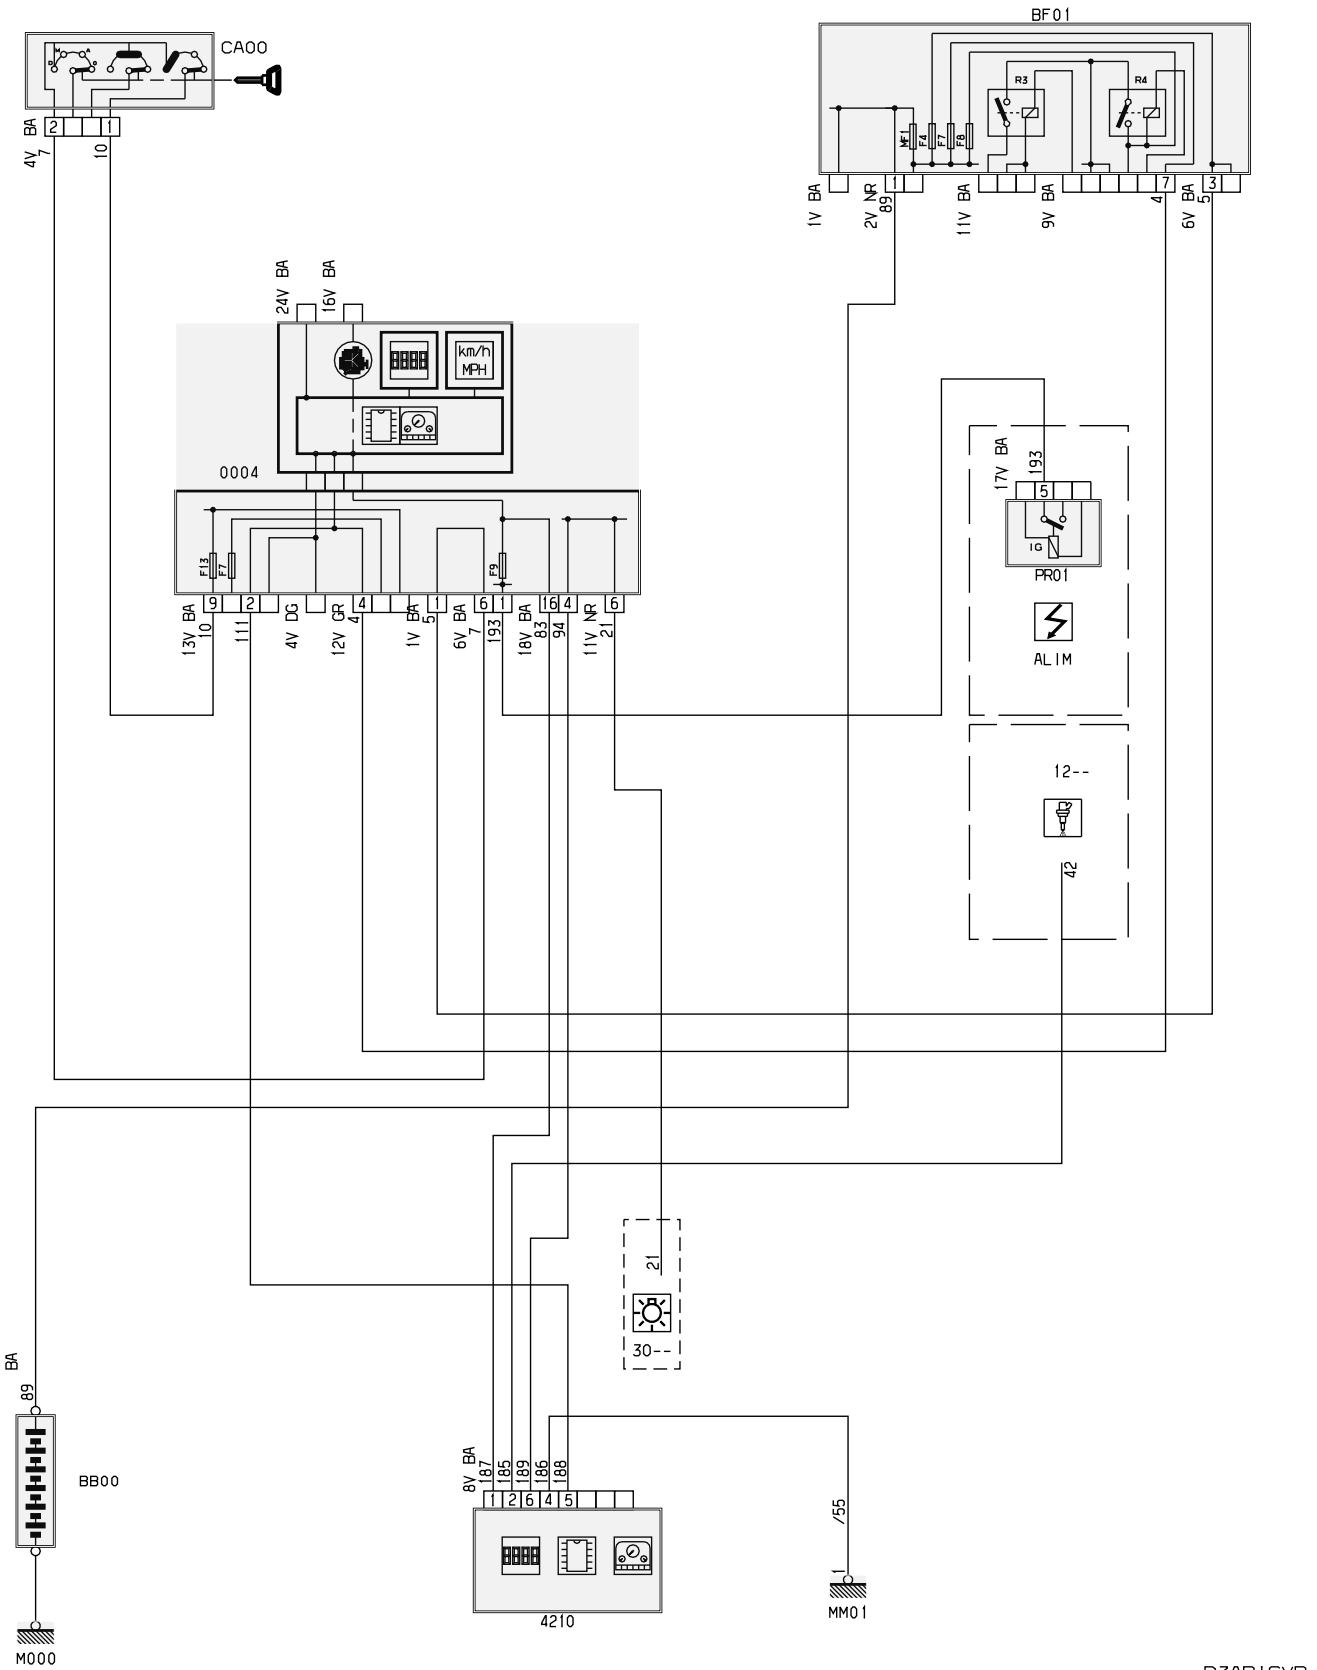 BF01
CA00
M A
D C
R3 R4
MF1 F4 F7 F8
2 1
4V BA
7
10
1 7 3
1V BA
2V NR
89
11V BA
9V BA
4
6V BA
5
24V BA
16V BA
km/h
MPH
0004
17V BA
193
5
IG
PR01
ALIM
F13 F7 F9
9 2 4 1 6 1 16 4 6
13V BA
10
111
4V DG
12V GR
4
1V BA
5
6V BA
7
193
18V BA
83
94
11V NR
21
12--
42
21
30--
BA
89
BB00
M000
8V BA
187
185
189
186
188
1 2 6 4 5
4210
/55
1
MM01